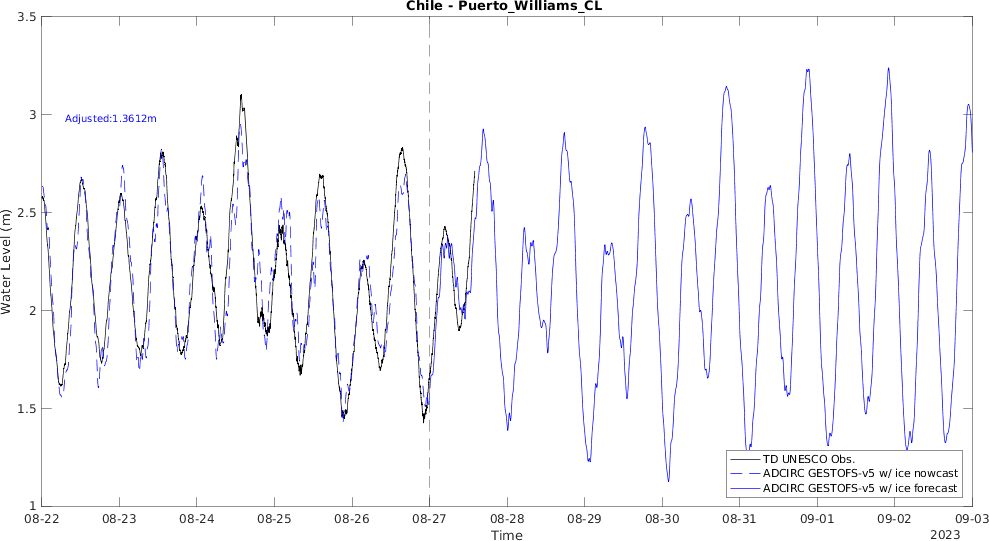 Chile - Puerto_Williams_CL
3.5
3
2.5
2
1.5
1
Water Level (m)
Adjusted:1.3612m
TD UNESCO Obs.
ADCIRC GESTOFS-v5 w/ ice nowcast
ADCIRC GESTOFS-v5 w/ ice forecast
08-22 08-23 08-24 08-25 08-26 08-27 08-28 08-29 08-30 08-31 09-01 09-02 09-03
Time
2023